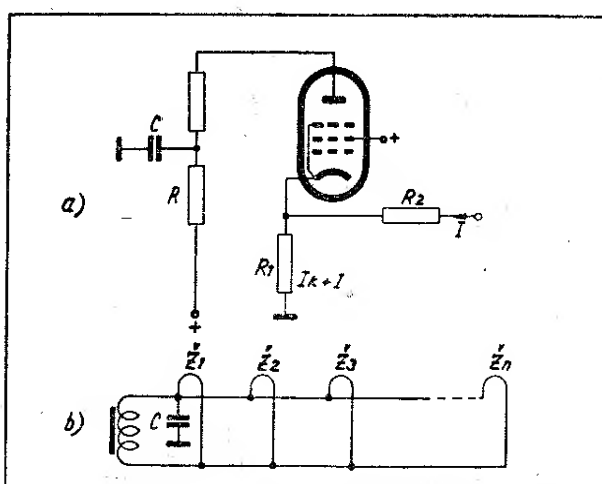 C
+
a)
R
R2
I
R1
Ik+I
+
Ž1
Ž2
Ž3
Žn
b)
C